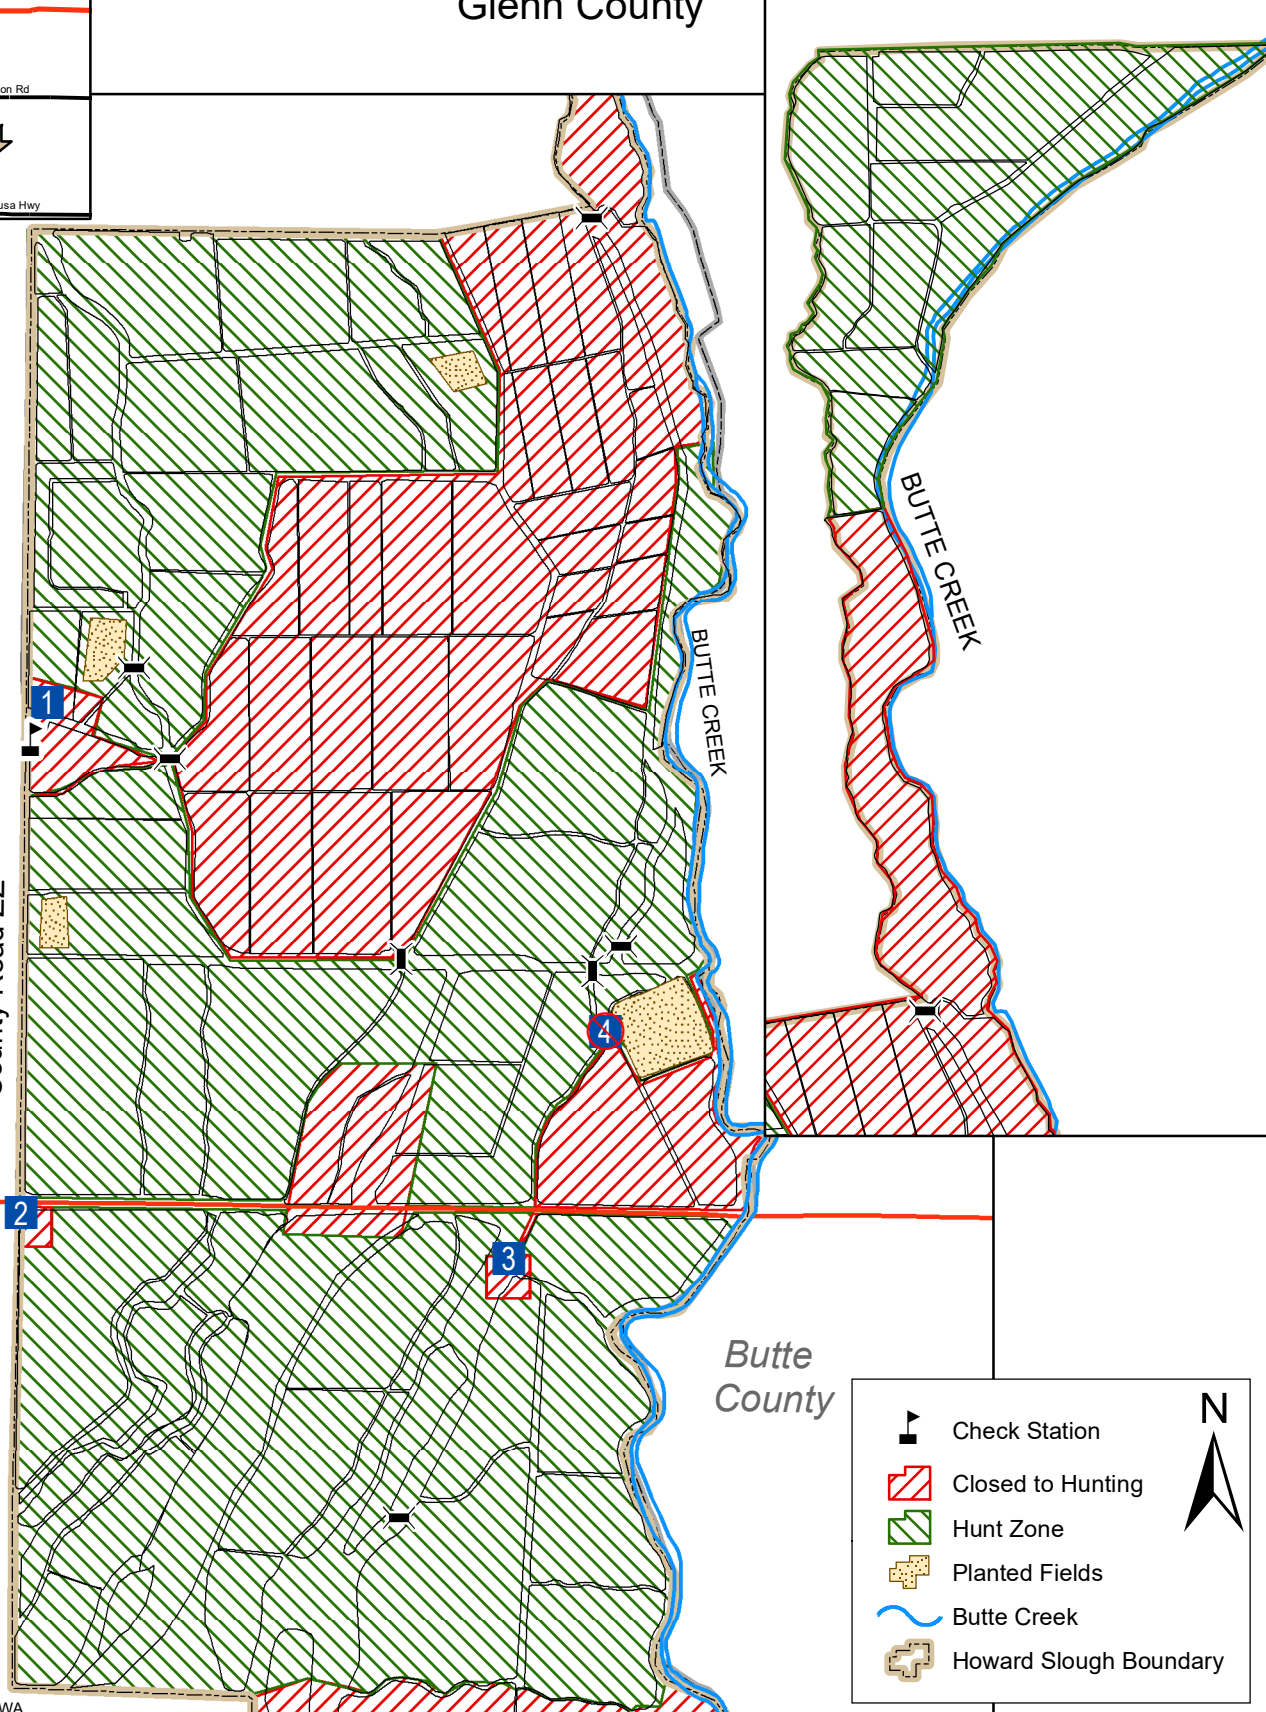 Glenn County
on Rd
usa Hwy
BUTTE CREEK
BUTTE CREEK
1
4
2
3
Butte
County
N
Check Station
Closed to Hunting
Hunt Zone
Planted Fields
Butte Creek
Howard Slough Boundary
WA